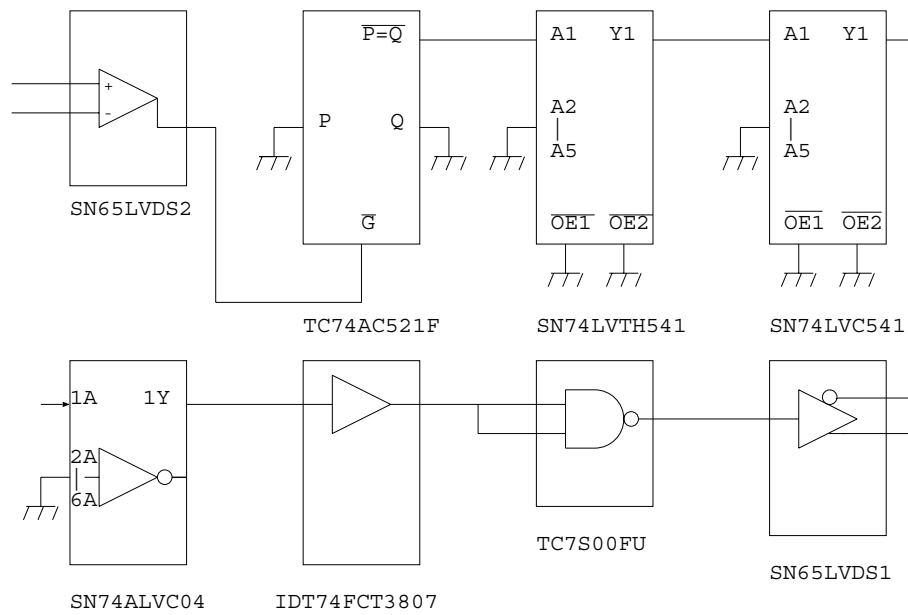 P=Q A1 Y1 A1 Y1
+
-
P Q A2 A2
A5 A5
SN65LVDS2
G OE1 OE2 OE1 OE2
TC74AC521F SN74LVTH541 SN74LVC541
1A 1Y
2A
6A
TC7S00FU
SN65LVDS1
SN74ALVC04 IDT74FCT3807